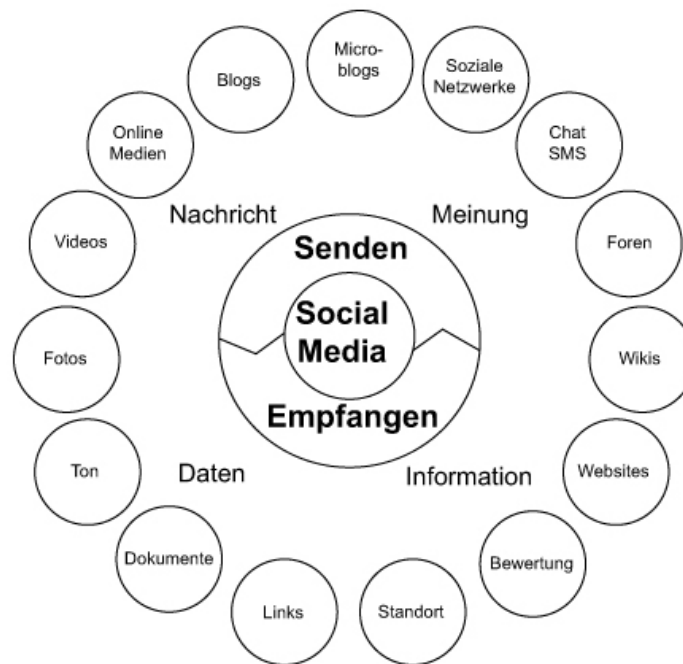 Micro-
blogs
Soziale
Netzwerke
Chat
SMS
Foren
Wikis
Websites
Bewertung
Standort
Links
Dokumente
Ton
Fotos
Videos
Online
Medien
Blogs
Nachricht
Meinung
Senden
Social
Media
Empfangen
Daten
Information